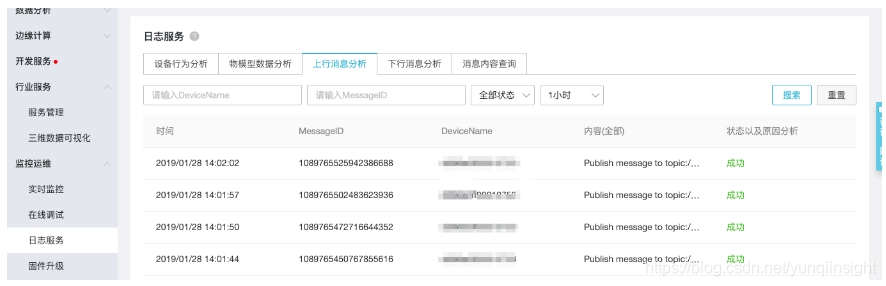 数据分析
边缘计算
开发服务
行业服务
服务管理
三维数据可视化
监控运维
实时监控
在线调试
日志服务
固件升级
日志服务 ?
设备行为分析 物模型数据分析 上行消息分析 下行消息分析 消息内容查询
请输入DeviceName 请输入MessageID 全部状态 1小时 搜索 重置
时间 MessageID DeviceName 内容(全部) 状态以及原因分析
2019/01/28 14:02:02 1089765525942386688 Publish message to topic:/... 成功
2019/01/28 14:01:57 1089765502483623936 Publish message to topic:/... 成功
2019/01/28 14:01:50 1089765472716644352 Publish message to topic:/... 成功
2019/01/28 14:01:44 1089765450767855616 Publish message to topic:/... 成功
https://blog.csdn.net/yunqiinsight